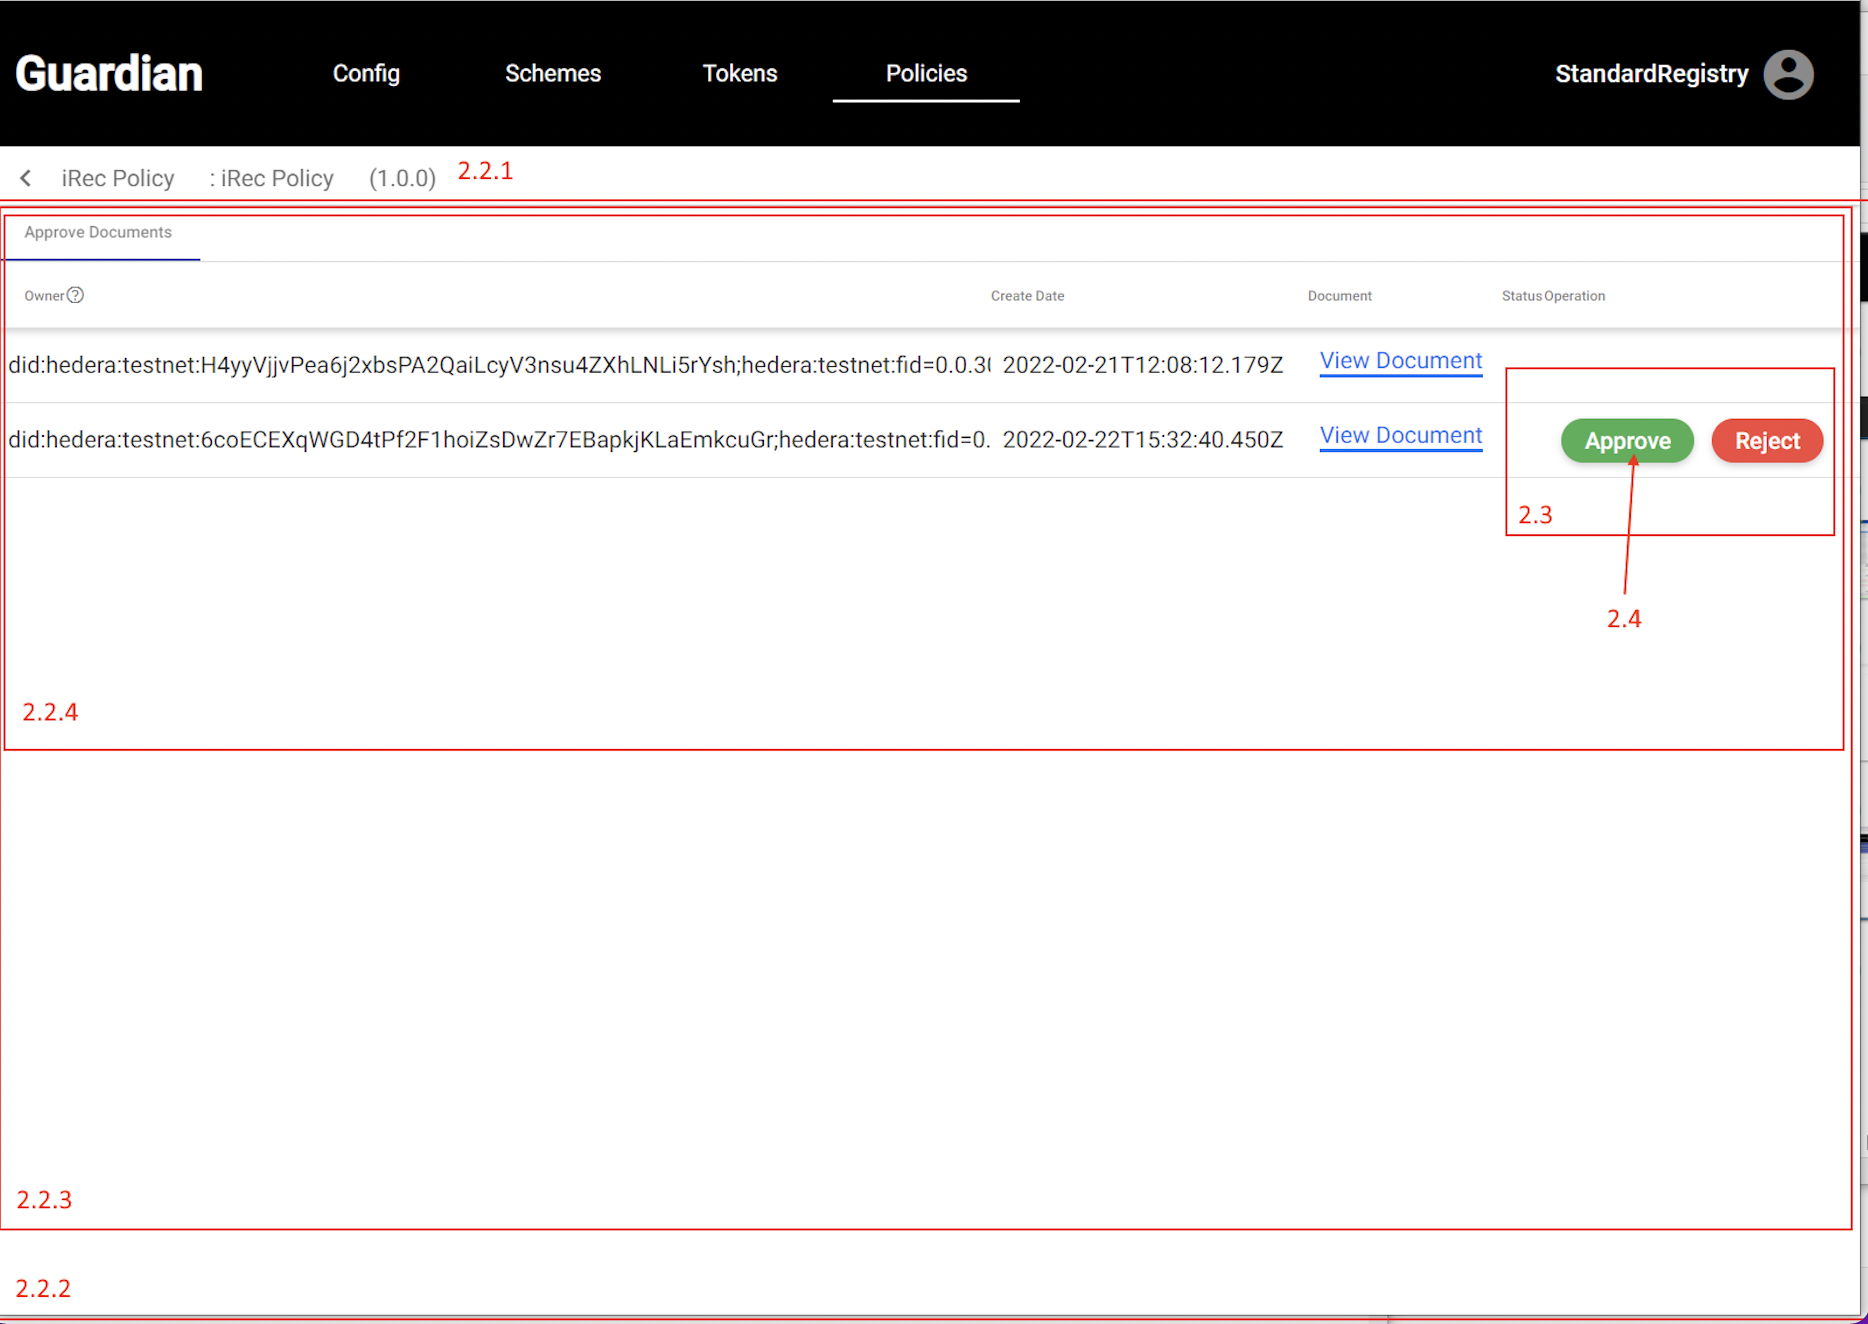 Guardian Config Schemes Tokens Policies StandardRegistry
iRec Policy : iRec Policy (1.0.0) 2.2.1
Approve Documents
Owner Create Date Document Status Operation
did:hedera:testnet:H4yyVjjvPea6j2xbsPA2QaiLcyV3nsu4ZXhLNLi5rYsh;hedera:testnet:fid=0.0.3 2022-02-21T12:08:12.179Z View Document
did:hedera:testnet:6coECEXqWGD4tPf2F1hoiZsDwZr7EBapkjKLaEmkcuGr;hedera:testnet:fid=0. 2022-02-22T15:32:40.450Z View Document Approve Reject
2.3
2.4
2.2.4
2.2.3
2.2.2